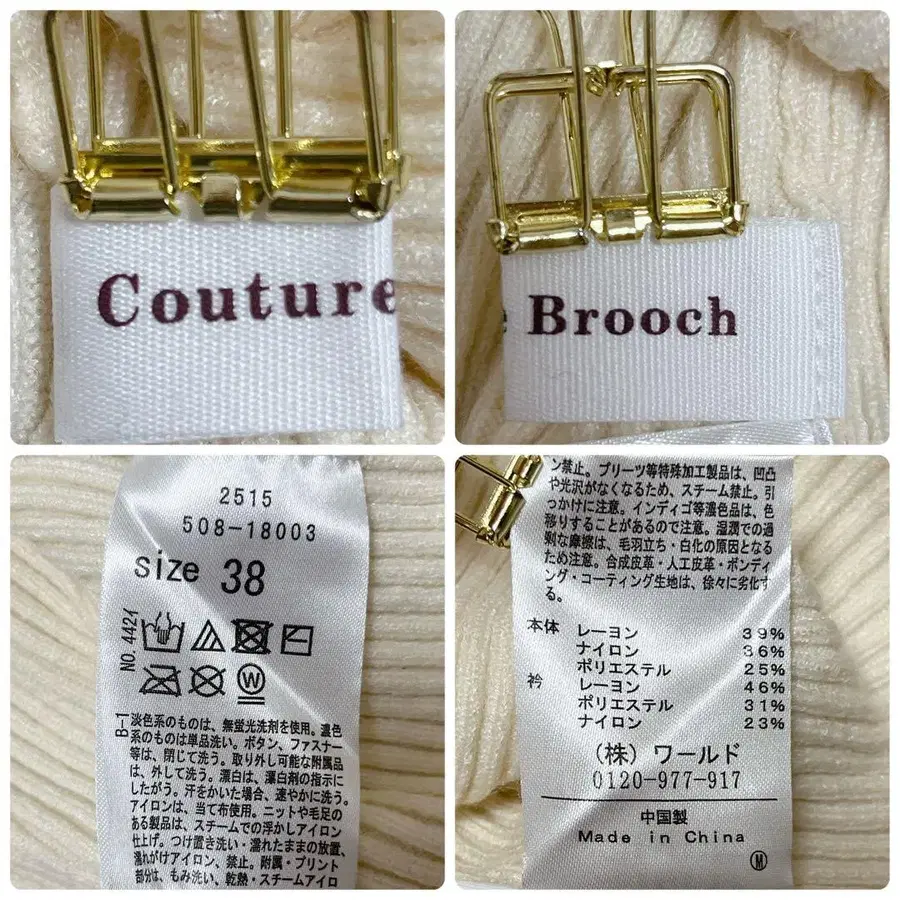 Couture
e Brooch
2515
508-18003
size 38
No.4421
B-1
淡色系のものは、無蛍光洗剤を使用。濃色
系のものは単品洗い。ボタン、ファスナー
等は、閉じて洗う。取り外し可能な附属品
は、外して洗う。漂白は、漂白剤の指示に
したがう。汗をかいた場合、速やかに洗う。
アイロンは、当て布使用。ニットや毛足の
ある製品は、スチームでの浮かしアイロン
仕上げ。つけ置き洗い・濡れたままの放置、
濡れがけアイロン、禁止。附属・プリント
部分は、もみ洗い、乾熱・スチームアイロ
ン禁止。プリーツ等特殊加工製品は、凹凸
や光沢がなくなるため、スチーム禁止。引
っかけに注意。インディゴ等濃色品は、色
移りすることがあるので注意。湿潤での過
剰な摩擦は、毛羽立ち・白化の原因となる
ため注意。合成皮革・人工皮革・ボンディ
ング・コーティング生地は、徐々に劣化す
る。
本体 レーヨン 39%
ナイロン 36%
ポリエステル 25%
衿 レーヨン 46%
ポリエステル 31%
ナイロン 23%
(株) ワールド
0120-977-917
中国製
Made in China
M